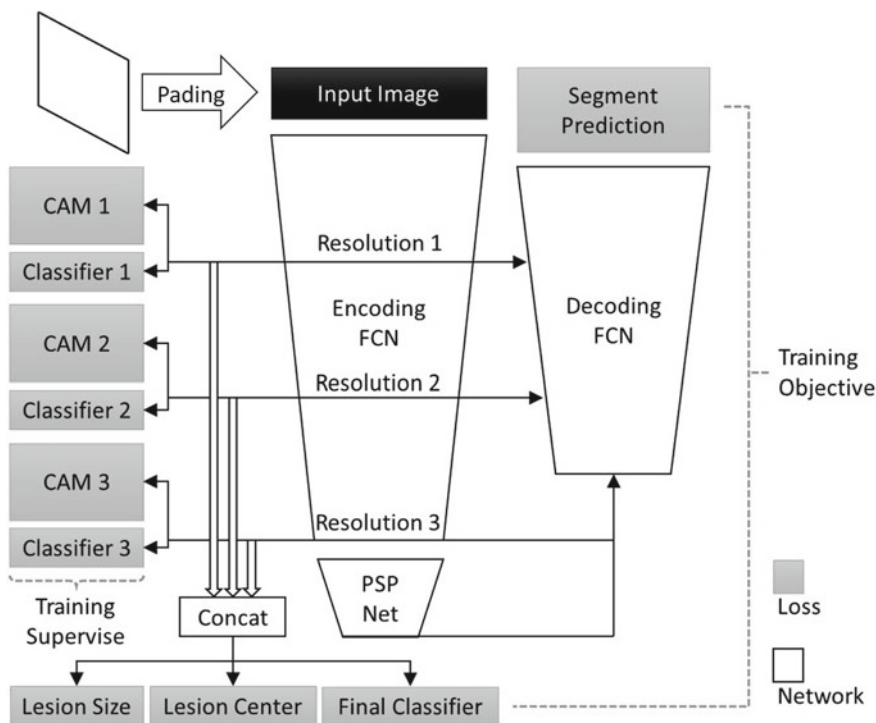 Pading
Input Image
Segment
Prediction
CAM 1
Resolution 1
Classifier 1
Encoding
FCN
Decoding
FCN
CAM 2
Training
Objective
Resolution 2
Classifier 2
CAM 3
Resolution 3
Classifier 3
PSP
Net
Loss
Training
Supervise
Concat
Network
Lesion Size
Lesion Center
Final Classifier